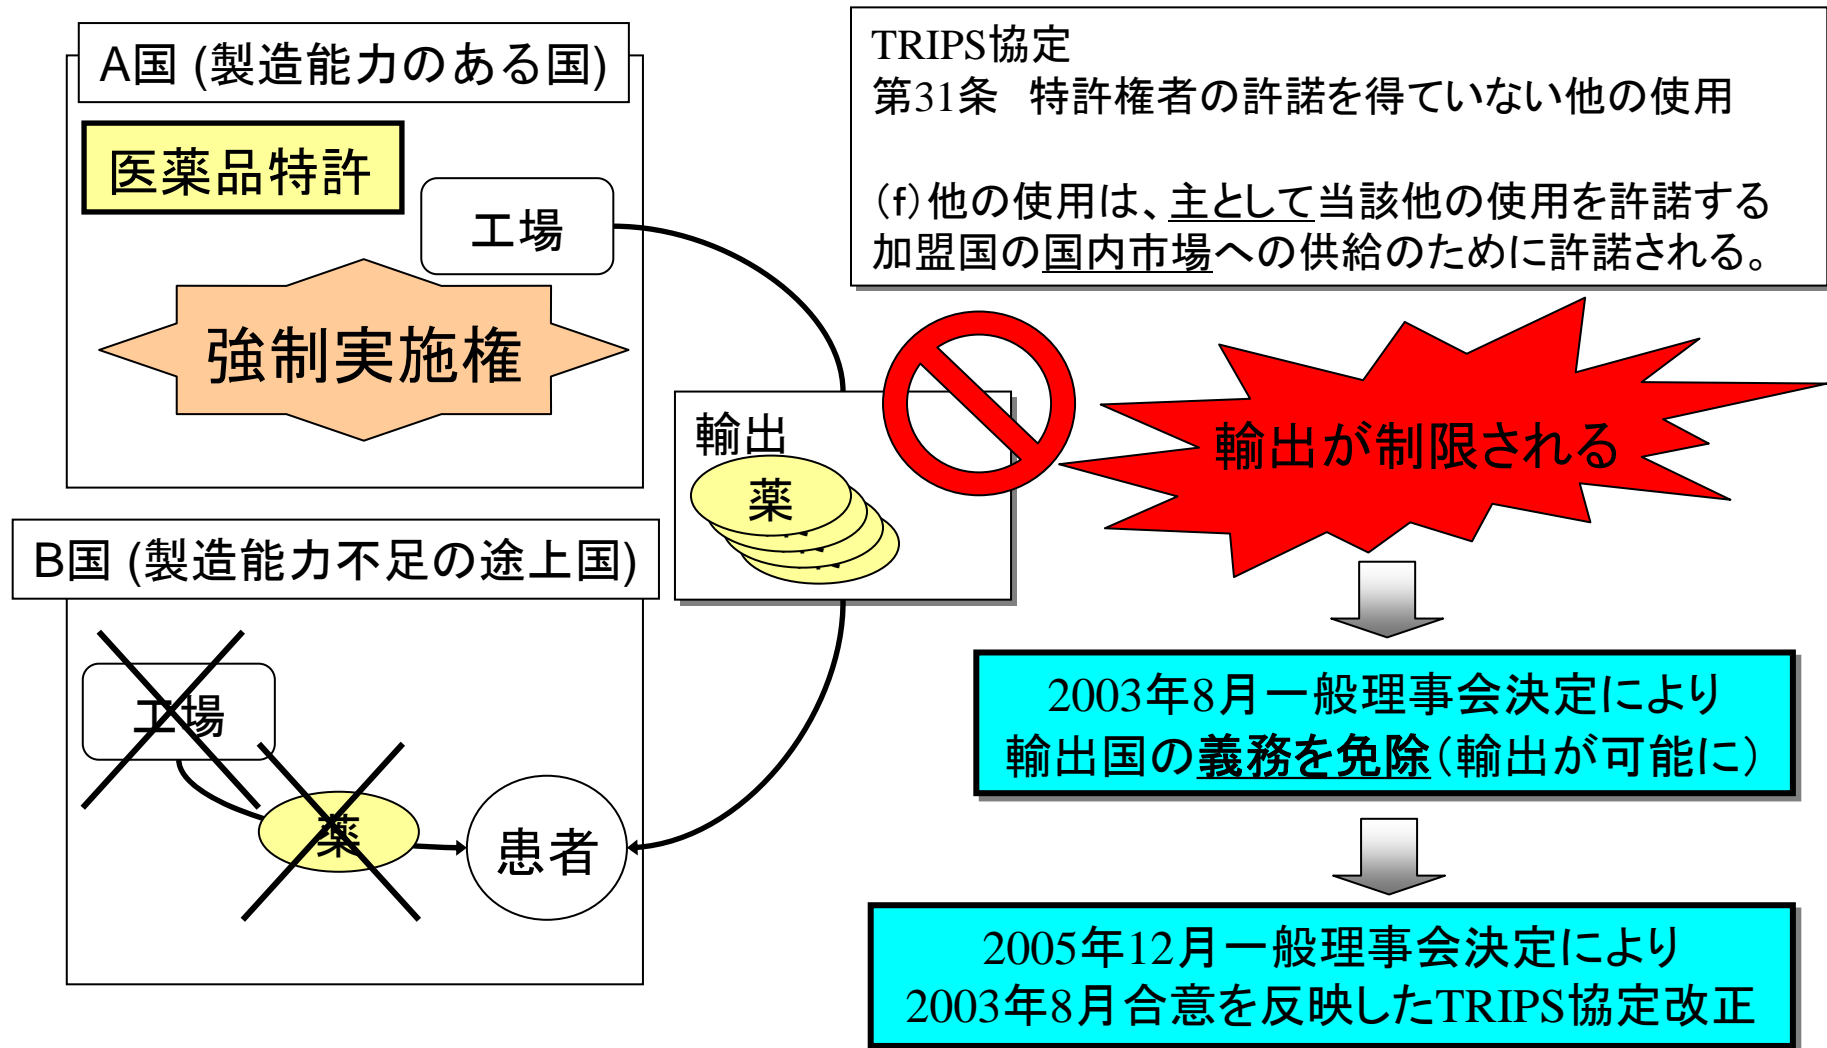 A国 (製造能力のある国)
医薬品特許
工場
強制実施権
TRIPS協定
第31条　特許権者の許諾を得ていない他の使用
(f)他の使用は、主として当該他の使用を許諾する
加盟国の国内市場への供給のために許諾される。
輸出
薬
輸出が制限される
B国 (製造能力不足の途上国)
工場
薬
患者
2003年8月一般理事会決定により
輸出国の義務を免除(輸出が可能に)
2005年12月一般理事会決定により
2003年8月合意を反映したTRIPS協定改正